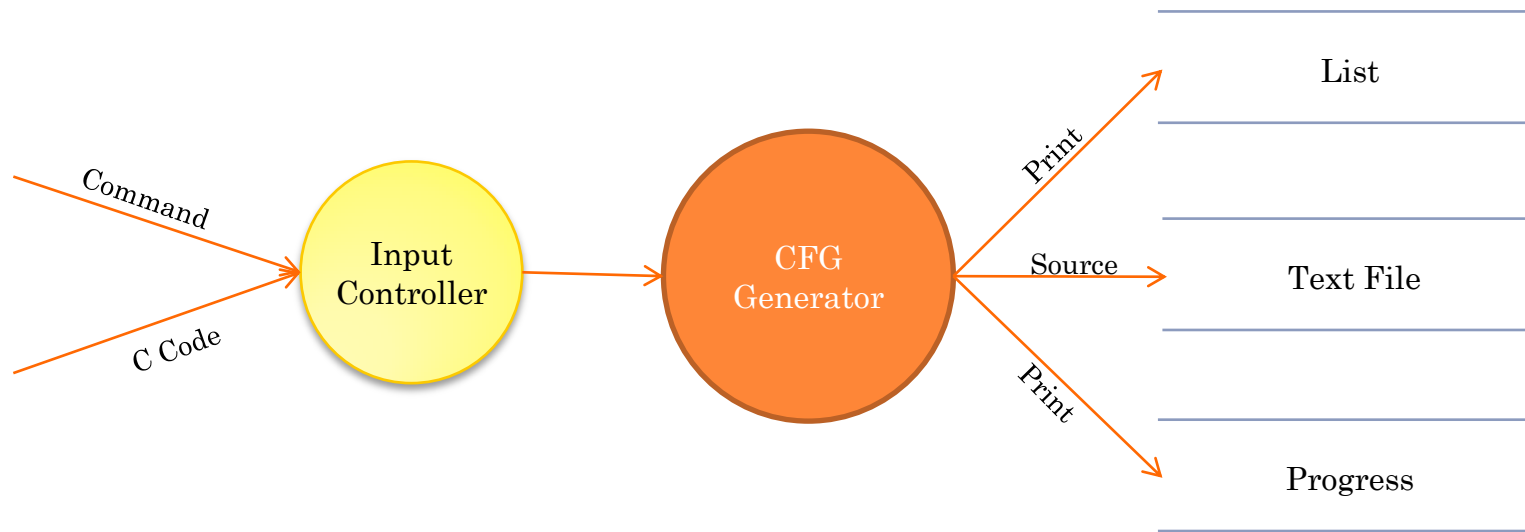 Command
C Code
Input
Controller
CFG
Generator
Print
Source
Print
List
Text File
Progress